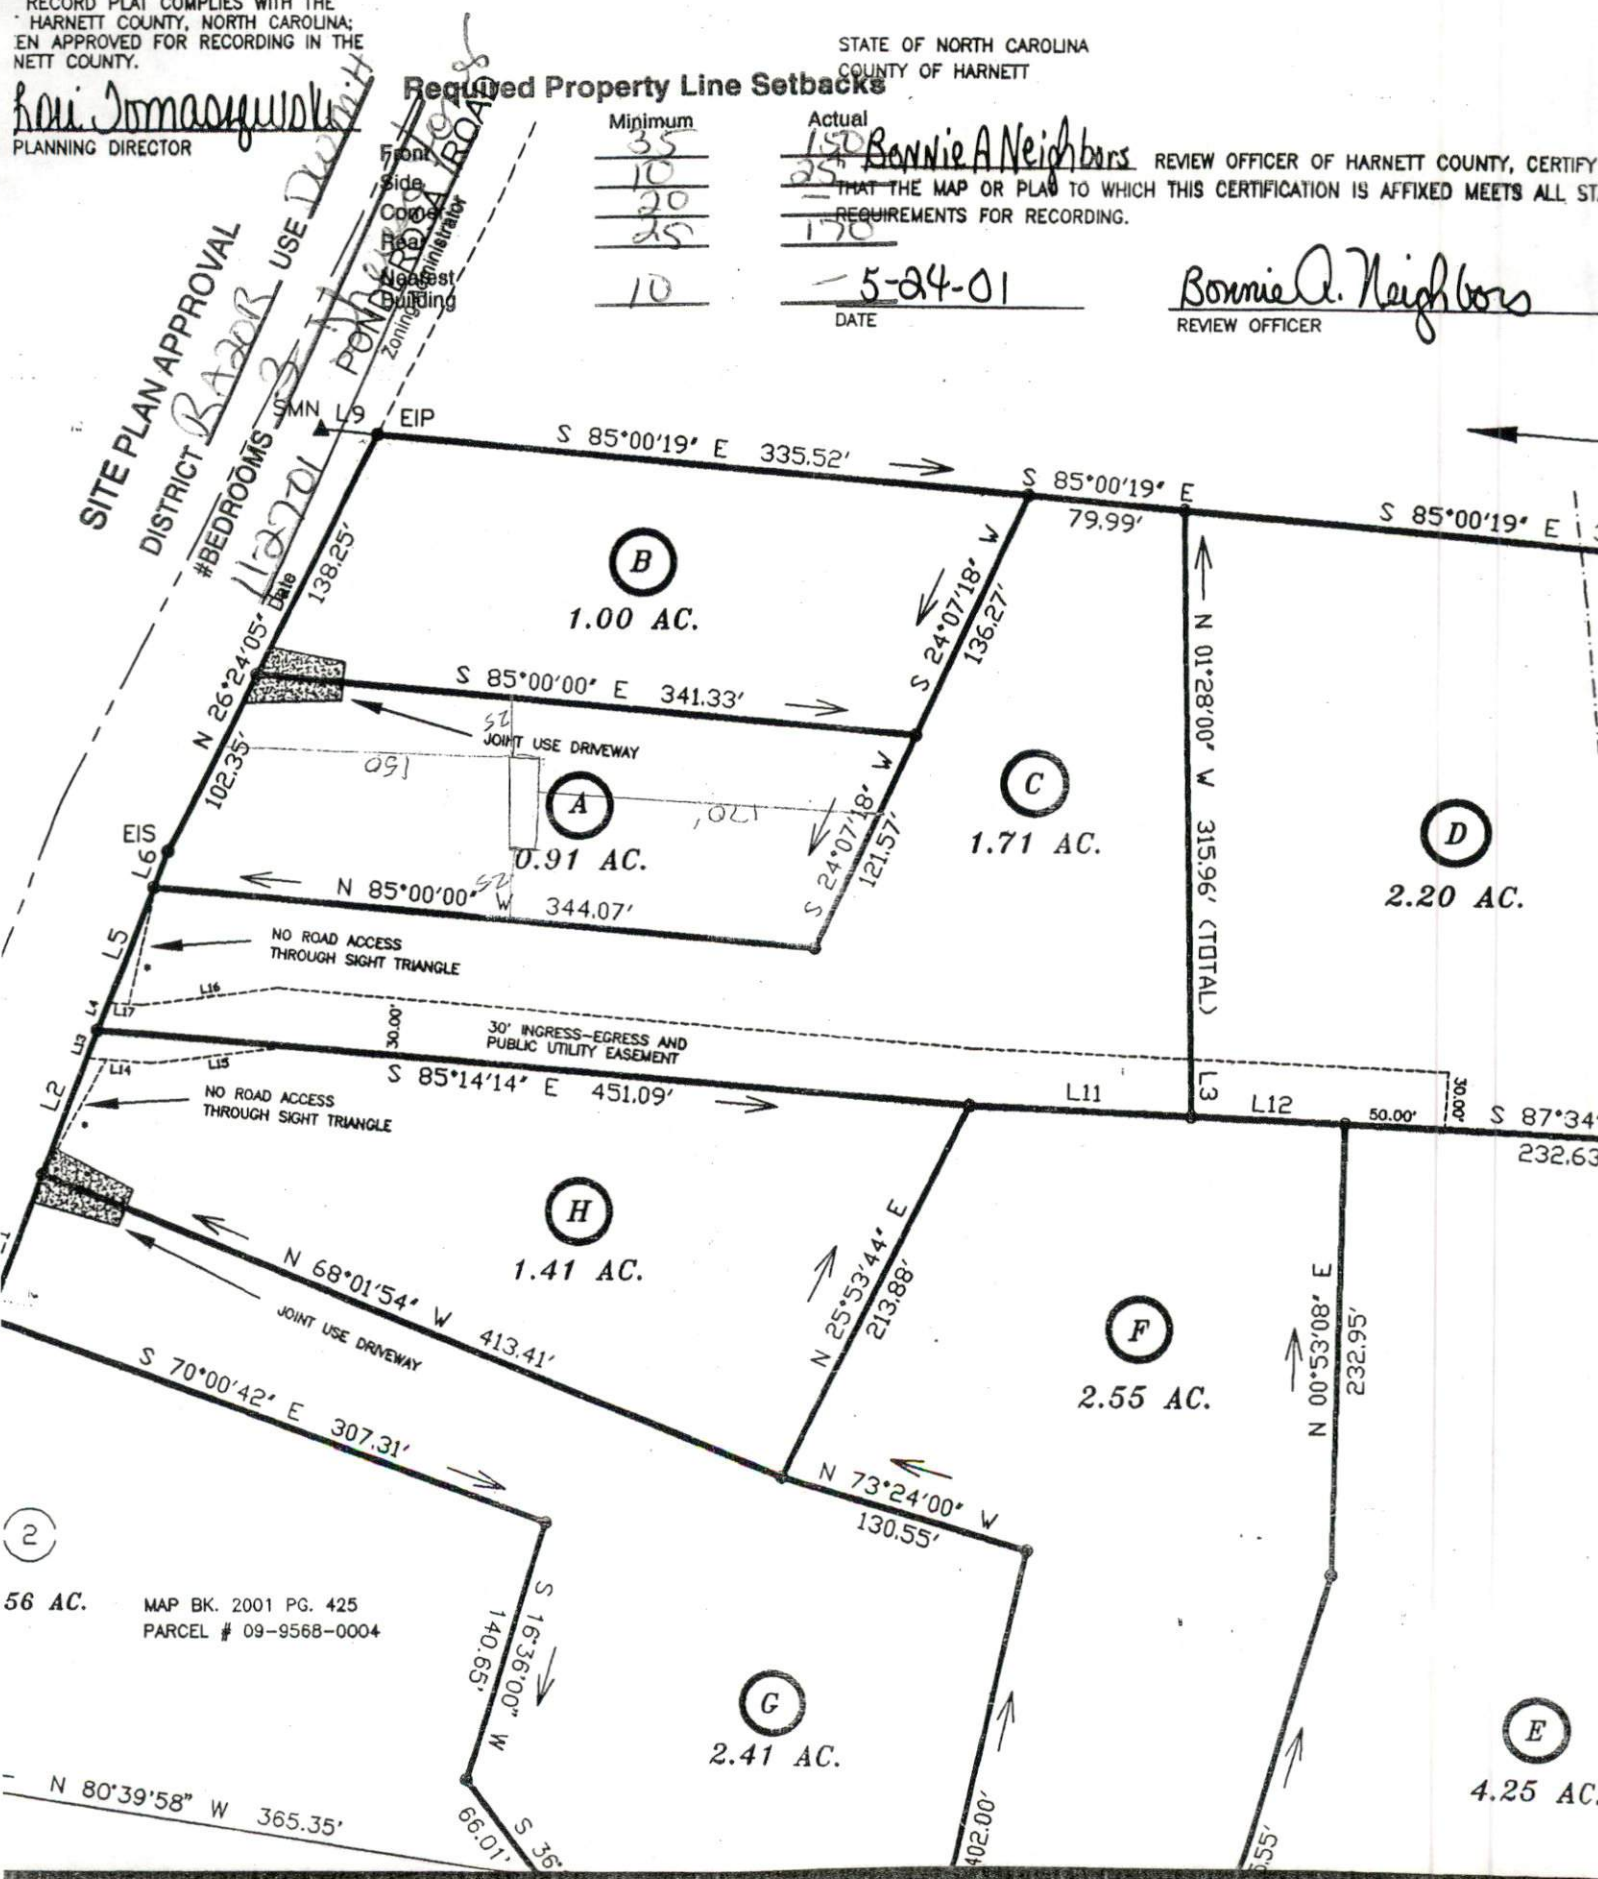 RECORD PLAT COMPLIES WITH THE
HARNETT COUNTY, NORTH CAROLINA;
EN APPROVED FOR RECORDING IN THE
NETT COUNTY.
Lori Tomaszewski
PLANNING DIRECTOR
STATE OF NORTH CAROLINA
COUNTY OF HARNETT
Required Property Line Setbacks
Minimum Actual
Front 35 150
Side 10 25
Corner 20 —
Rear 25 170
Nearest
Building 10 —
Bonnie A Neighbors REVIEW OFFICER OF HARNETT COUNTY, CERTIFY
THAT THE MAP OR PLAT TO WHICH THIS CERTIFICATION IS AFFIXED MEETS ALL ST
REQUIREMENTS FOR RECORDING.
5-24-01
DATE
Bonnie A. Neighbors
REVIEW OFFICER
SITE PLAN APPROVAL
DISTRICT RA20R USE DWMH
#BEDROOMS 3
11-27-01
Date
Zoning Administrator
PONDEROSA ROAD
SMN L9 EIP
S 85°00'19" E 335.52'
S 85°00'19" E
79.99'
S 85°00'19" E
138.25'
N 26°24'05"
102.35'
B
1.00 AC.
S 24°07'18" W
136.27'
N 01°28'00" W 315.96' (TOTAL)
S 85°00'00" E 341.33'
JOINT USE DRIVEWAY
25
150
170'
25
A
0.91 AC.
S 24°07'18" W
121.57'
C
1.71 AC.
D
2.20 AC.
EIS
L6
N 85°00'00" W 344.07'
L5
NO ROAD ACCESS
THROUGH SIGHT TRIANGLE
L16
L17
L4
30.00'
30' INGRESS-EGRESS AND
PUBLIC UTILITY EASEMENT
L13
L14
L15
S 85°14'14" E 451.09'
L11
L3
L12
50.00'
30.00'
S 87°34'
232.63
L2
NO ROAD ACCESS
THROUGH SIGHT TRIANGLE
H
1.41 AC.
N 25°53'44" E
213.88'
N 68°01'54" W 413.41'
JOINT USE DRIVEWAY
F
2.55 AC.
N 00°53'08" E
232.95'
S 70°00'42" E 307.31'
N 73°24'00" W
130.55'
2
56 AC.
MAP BK. 2001 PG. 425
PARCEL # 09-9568-0004
S 16°36'00" W
140.65'
G
2.41 AC.
E
4.25 AC.
N 80°39'58" W 365.35'
66.01'
S 36°
402.00'
5.55'